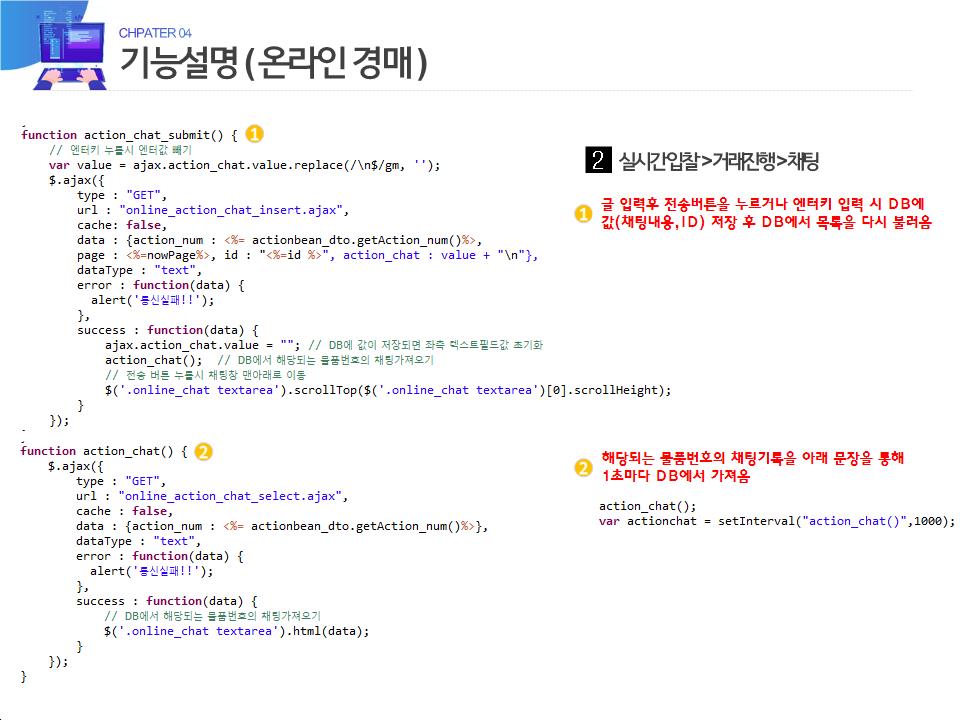 CHPATER 04
기능설명 ( 온라인 경매 )
function action_chat_submit() { 1
// 엔터키 누를시 엔터값 빼기
var value = ajax.action_chat.value.replace(/\n$/gm, '');
$.ajax({
type : "GET",
url : "online_action_chat_insert.ajax",
cache: false,
data : {action_num : <%= actionbean_dto.getAction_num()%>,
page : <%=nowPage%>, id : "<%=id %>", action_chat : value + "\n"},
dataType : "text",
error : function(data) {
alert('통신실패!!');
},
success : function(data) {
ajax.action_chat.value = ""; // DB에 값이 저장되면 좌측 텍스트필드값 초기화
action_chat(); // DB에서 해당되는 물품번호의 채팅가져오기
// 전송 버튼 누를시 채팅창 맨아래로 이동
$('.online_chat textarea').scrollTop($('.online_chat textarea')[0].scrollHeight);
}
});
2 실시간입찰>거래진행>채팅
1 글 입력후 전송버튼을 누르거나 엔터키 입력 시 DB에
값(채팅내용,ID) 저장 후 DB에서 목록을 다시 불러옴
function action_chat() { 2
$.ajax({
type : "GET",
url : "online_action_chat_select.ajax",
cache : false,
data : {action_num : <%= actionbean_dto.getAction_num()%>},
dataType : "text",
error : function(data) {
alert('통신실패!!');
},
success : function(data) {
// DB에서 해당되는 물품번호의 채팅가져오기
$('.online_chat textarea').html(data);
}
});
}
2 해당되는 물품번호의 채팅기록을 아래 문장을 통해
1초마다 DB에서 가져옴
action_chat();
var actionchat = setInterval("action_chat()",1000);